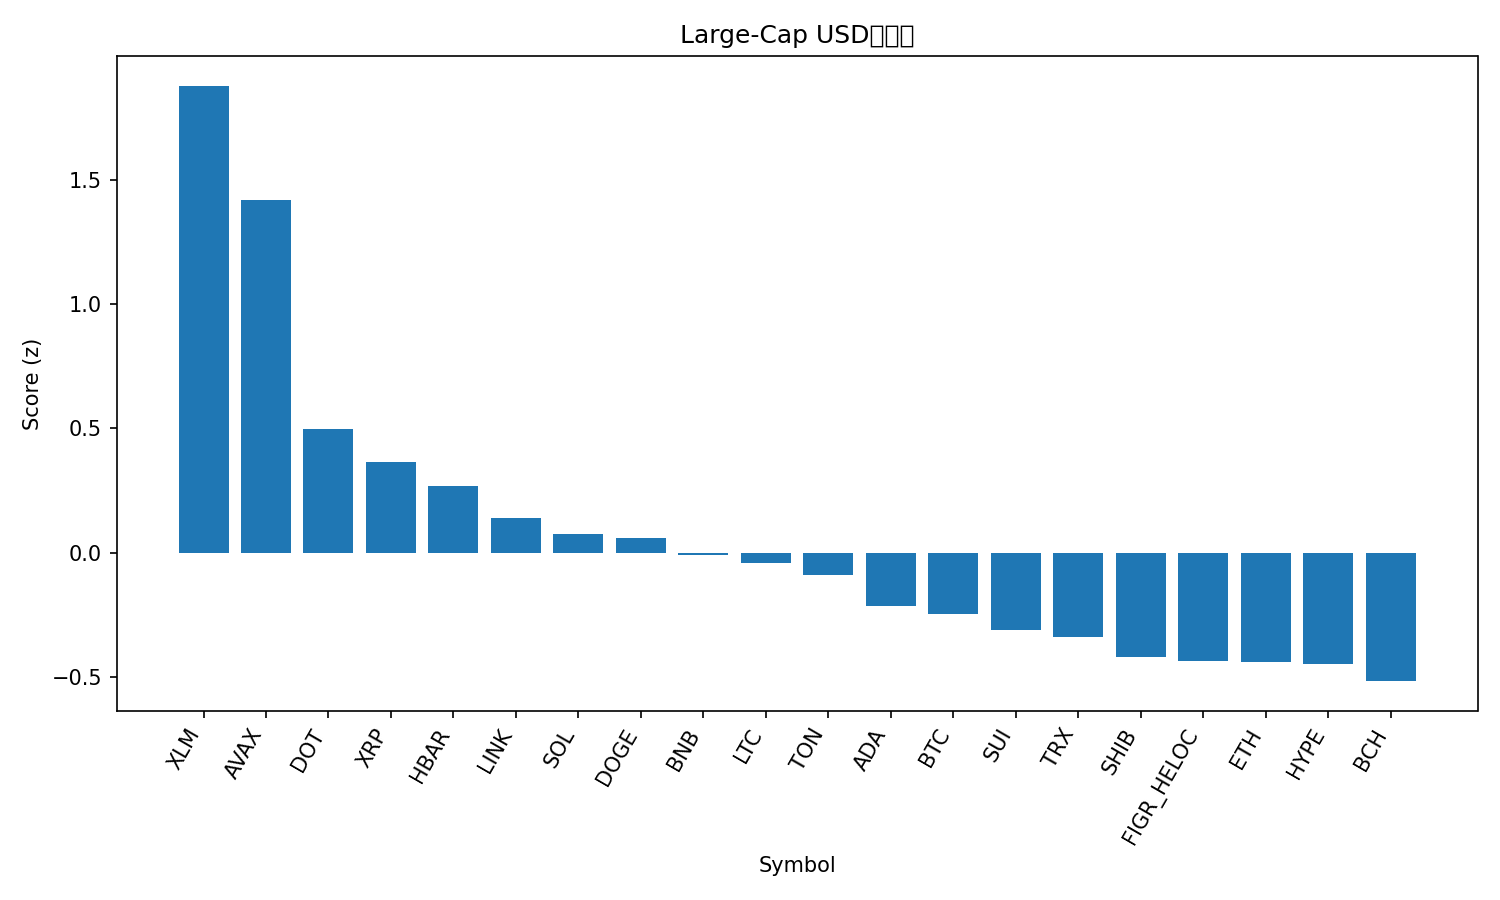 Large-Cap USD
1.5
1.0
0.5
0.0
−0.5
Score (z)
XLM
AVAX
DOT
XRP
HBAR
LINK
SOL
DOGE
BNB
LTC
TON
ADA
BTC
SUI
TRX
SHIB
FIGR_HELOC
ETH
HYPE
BCH
Symbol